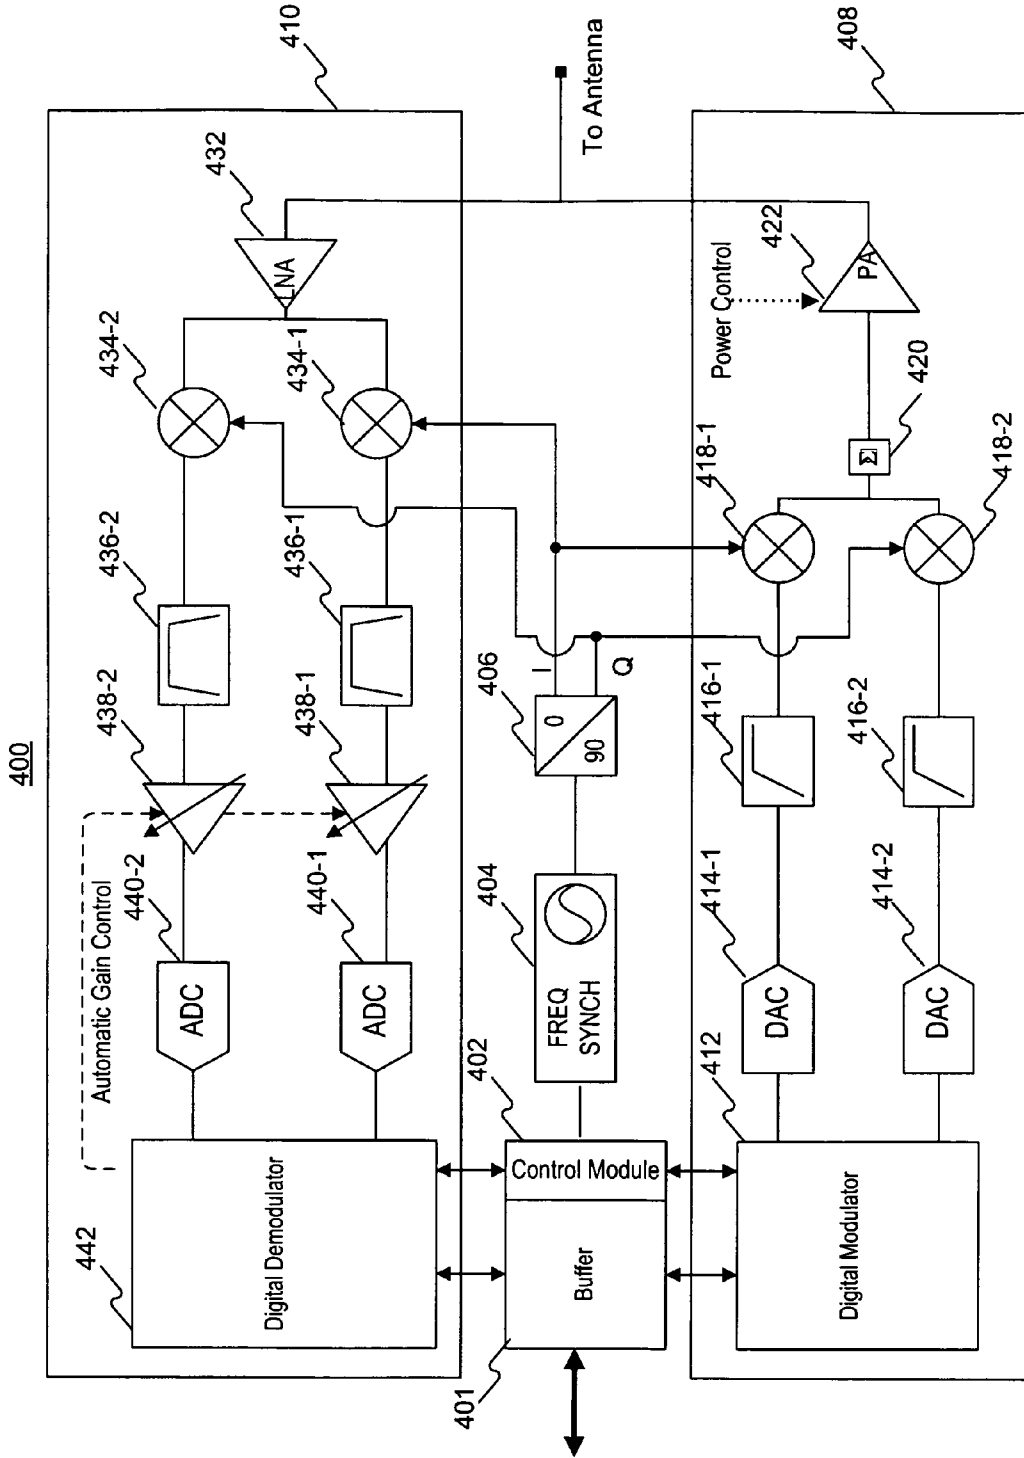 400
410
432
LNA
434-2
434-1
436-2
436-1
438-2
438-1
Automatic Gain Control
440-2
440-1
ADC
ADC
442
Digital Demodulator
To Antenna
I
Q
406
0
90
404
FREQ
SYNCH
402
Control Module
Buffer
401
408
Power Control
422
PA
420
Σ
418-1
418-2
416-1
416-2
414-1
414-2
DAC
DAC
412
Digital Modulator